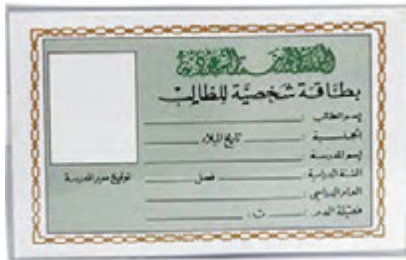 المملكة العربية السعودية
بطاقة شخصية للطالب
إسم الطالب :
الجنسية : تاريخ الميلاد
إسم المدرسة :
السنة الدراسية : فصل
العام الدراسي :
فصيلة الدم : ت :
توقيع مدير المدرسة